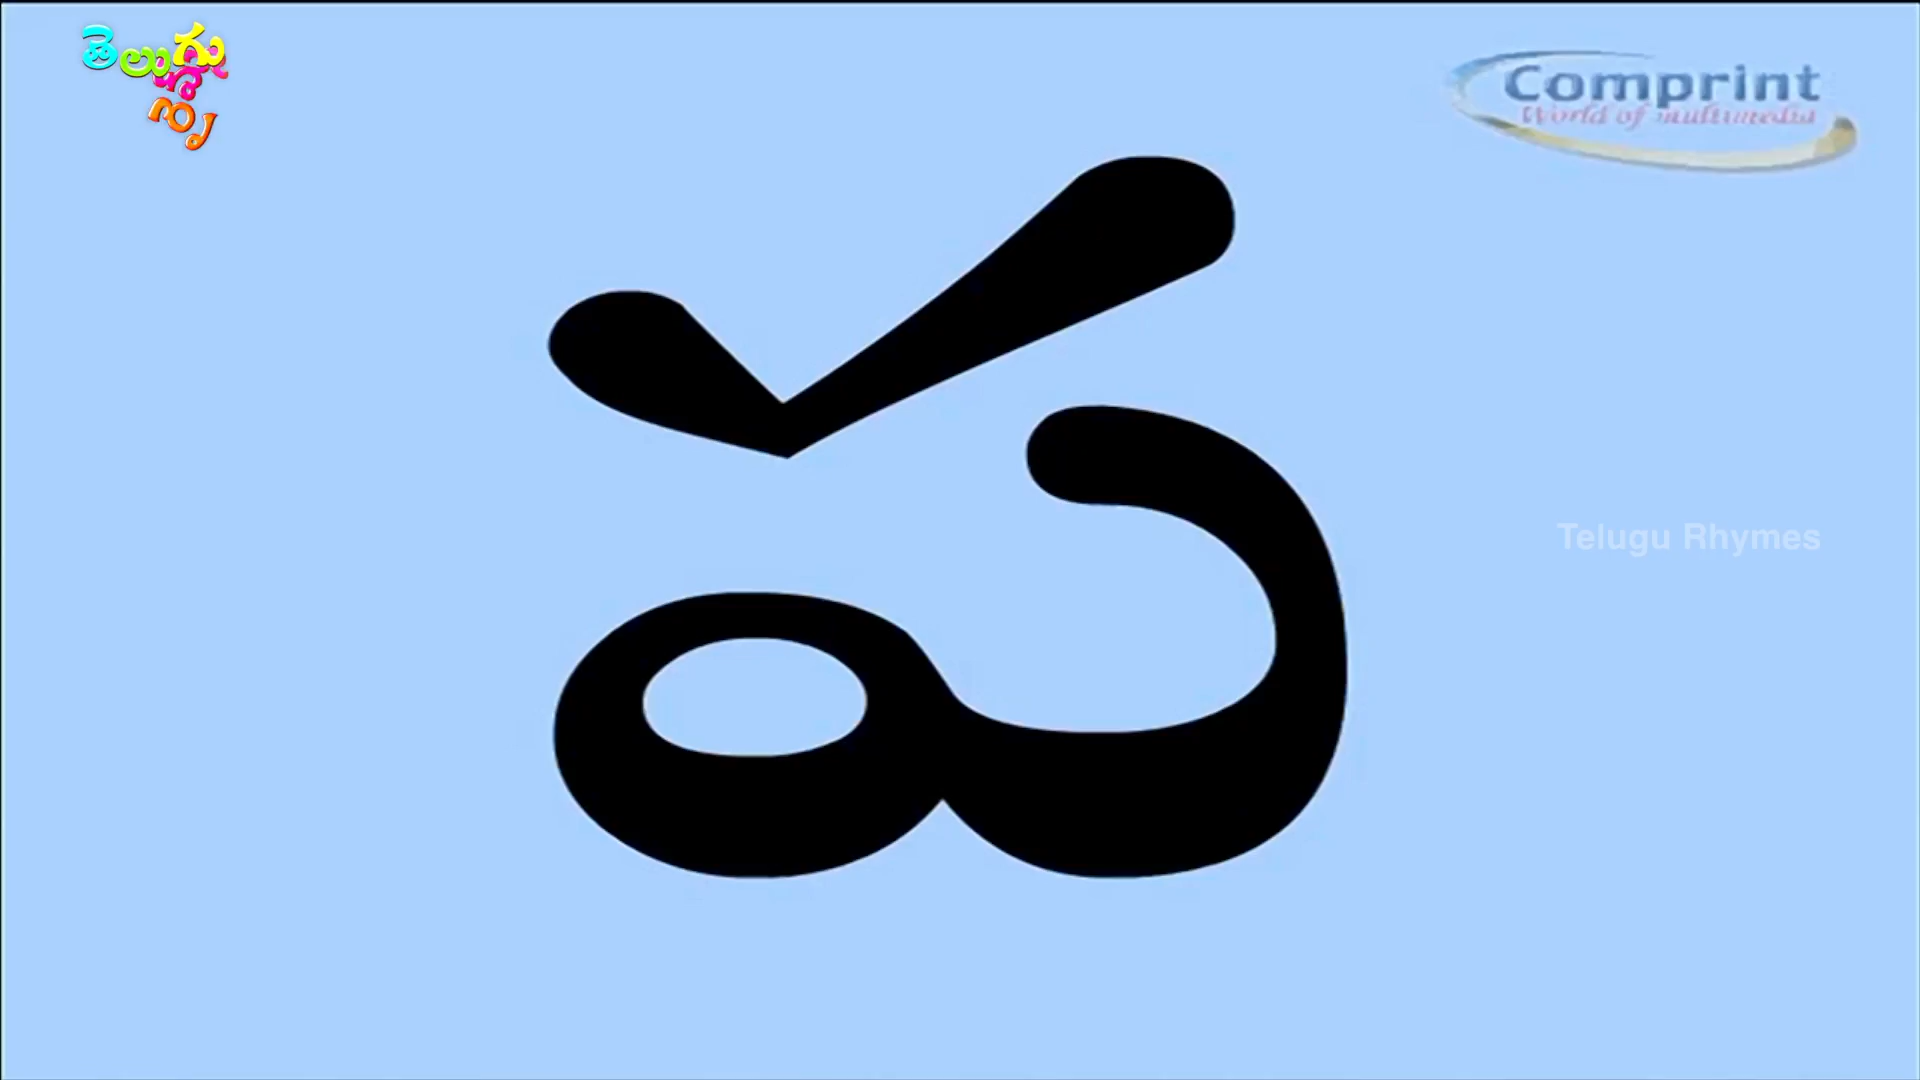 తెలుగు
Comprint
World of multimedia
ప
Telugu Rhymes